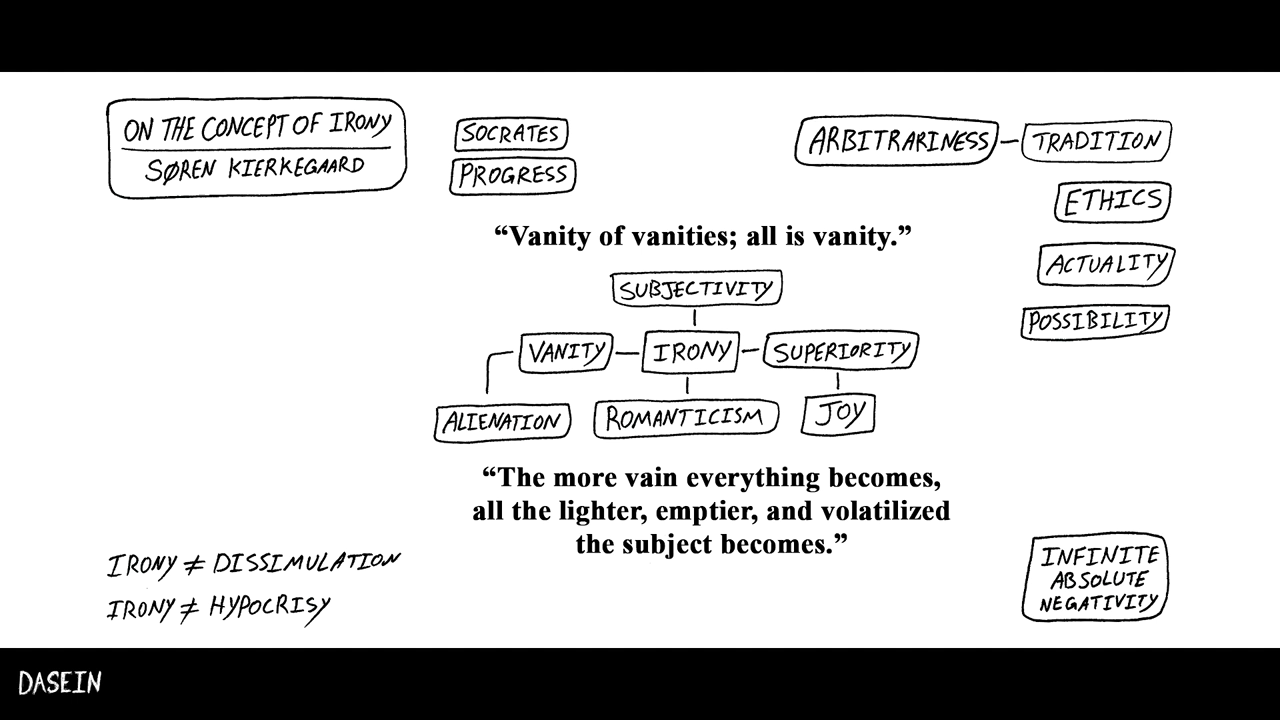 ON THE CONCEPT OF IRONY
SØREN KIERKEGAARD
SOCRATES
PROGRESS
ARBITRARINESS
TRADITION
ETHICS
ACTUALITY
POSSIBILITY
“Vanity of vanities; all is vanity.”
SUBJECTIVITY
VANITY
IRONY
SUPERIORITY
ALIENATION
ROMANTICISM
JOY
“The more vain everything becomes,
all the lighter, emptier, and volatilized
the subject becomes.”
IRONY ≠ DISSIMULATION
IRONY ≠ HYPOCRISY
INFINITE
ABSOLUTE
NEGATIVITY
DASEIN